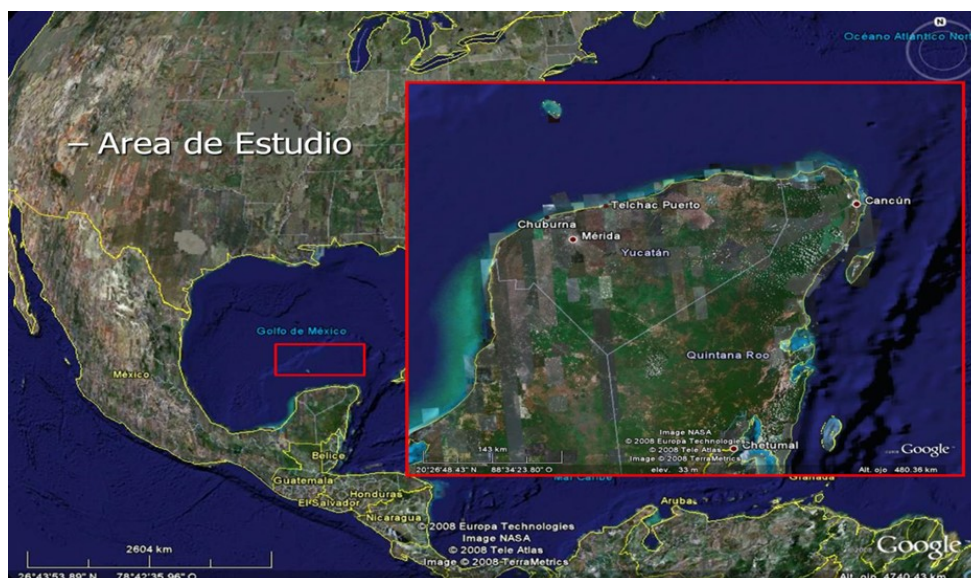 Océano Atlántico Nor
N
– Area de Estudio
Telchac Puerto
Cancún
Chuburna
Mérida
Yucatán
Golfo de México
Quintana Roo
México
Image NASA
© 2008 Europa Technologies
© 2008 Tele Atlas
Image © 2008 TerraMetrics
Chetumal
143 km
20°26'48.43" N 88°34'23.80" O
elev. 33 m
Google™
Alt. ojo 480.36 km
Belice
Mar Caribe
Granada
Guatemala
Honduras
El Salvador
Nicaragua
Aruba
© 2008 Europa Technologies
Image NASA
© 2008 Tele Atlas
Image © 2008 TerraMetrics
2604 km
© 2008 Google™
26°43'53.89" N 78°42'35.96" O
Alt. ojo 4740.43 km